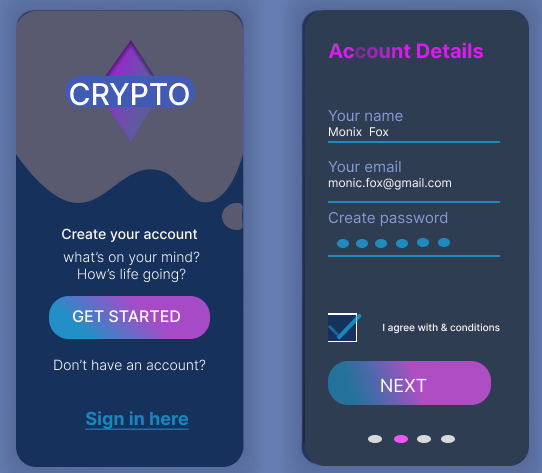 CRYPTO
Create your account
what's on your mind?
How's life going?
GET STARTED
Don't have an account?
Sign in here
Account Details
Your name
Monix Fox
Your email
monic.fox@gmail.com
Create password
I agree with & conditions
NEXT